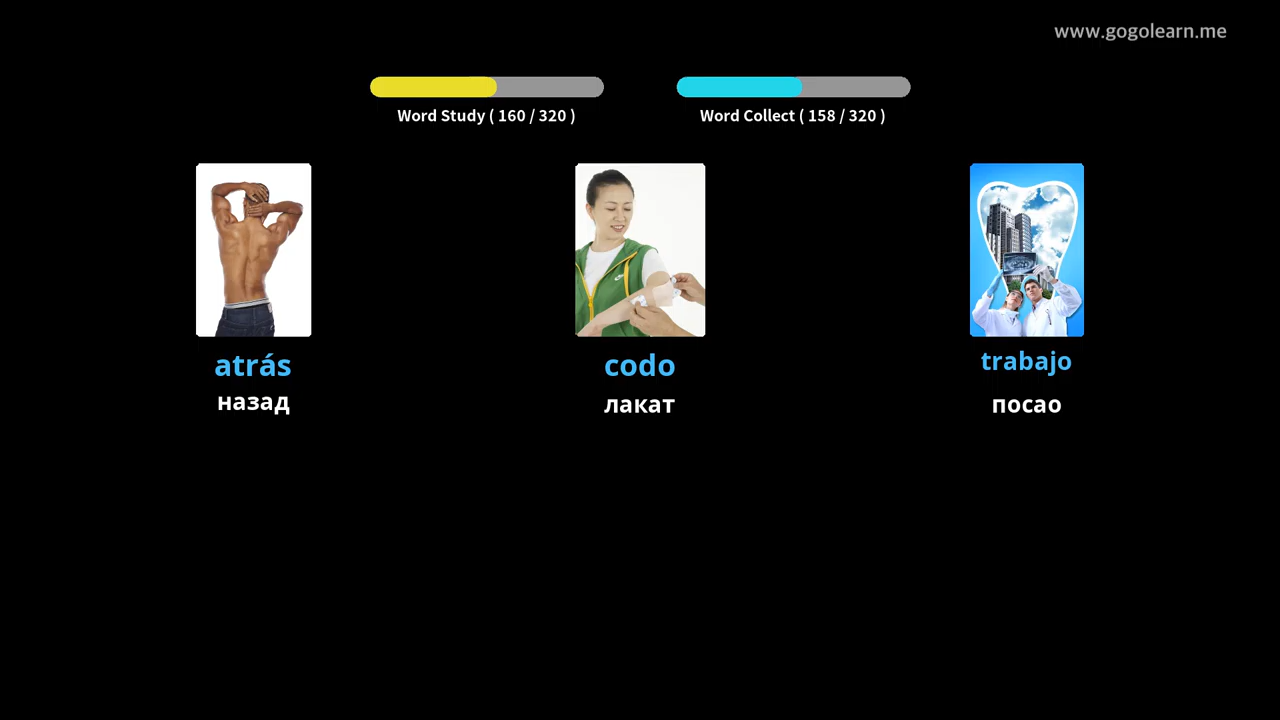 www.gogolearn.me
Word Study ( 160 / 320 )
Word Collect ( 158 / 320 )
atrás
codo
trabajo
назад
лакат
посао